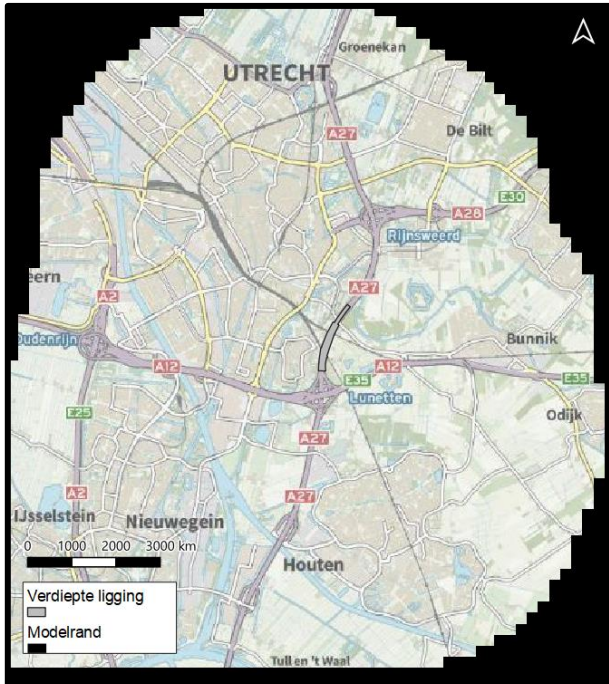 Groenekan
UTRECHT
A27
De Bilt
E30
A28
Rijnsweerd
eern
A2
A27
Oudenrijn
A12
E35
A12
Bunnik
E35
Lunetten
E25
Odijk
A27
A2
A27
IJsselstein
Nieuwegein
0 1000 2000 3000 km
Houten
Verdiepte ligging
Modelrand
Tull en 't Waal